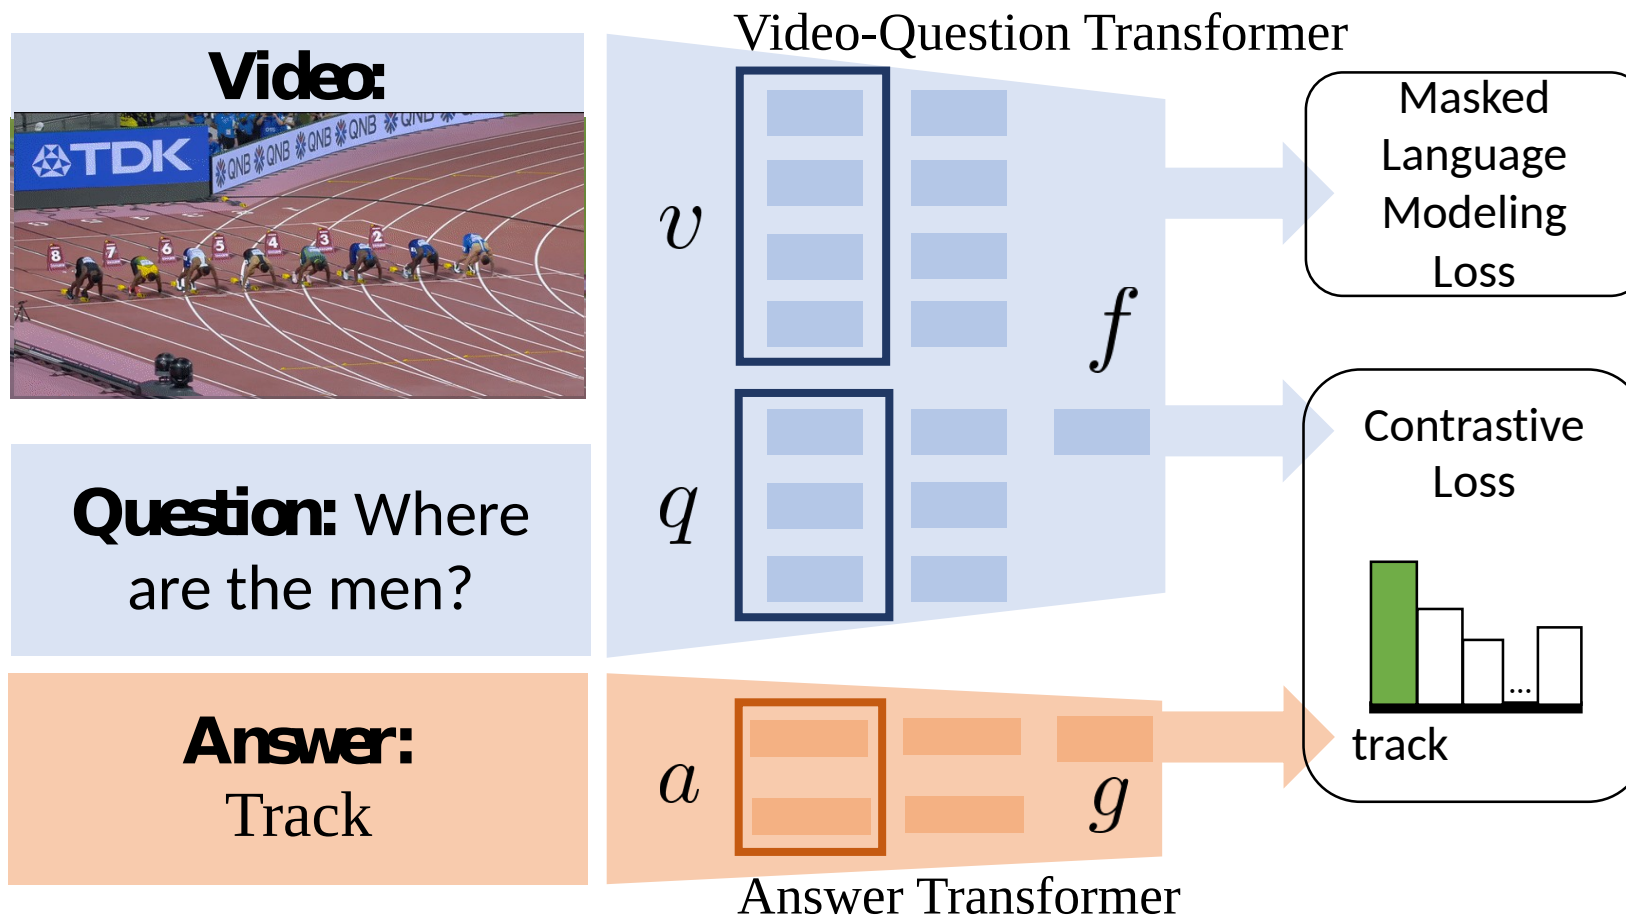 Video-Question Transformer
Video:
TDK
QNB QNB QNB QNB QNB
8 7 6 5 4 3 2
v
q
f
Question: Where
are the men?
Answer:
Track
a
g
Answer Transformer
Masked
Language
Modeling
Loss
Contrastive
Loss
...
track